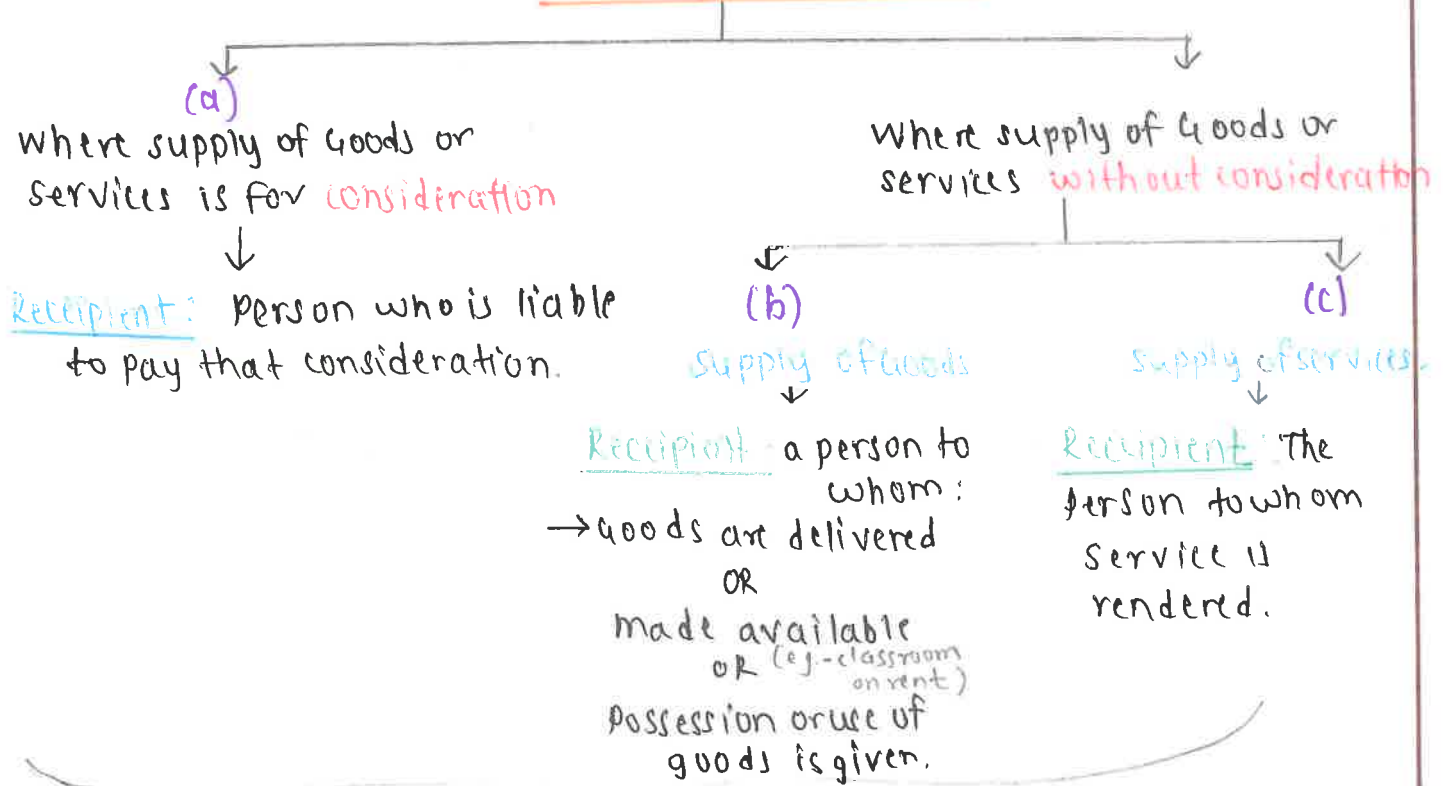 (a)
where supply of Goods or
services is for consideration
Receipient: Person who is liable
to pay that consideration.
Where supply of Goods or
services without consideration
(b)
supply of Goods
Receipient a person to
whom:
→ Goods are delivered
OR
made available
OR (eg.-classroom
on rent)
Possession or use of
goods is given.
(c)
supply of services.
Receipient: The
person to whom
service is
rendered.